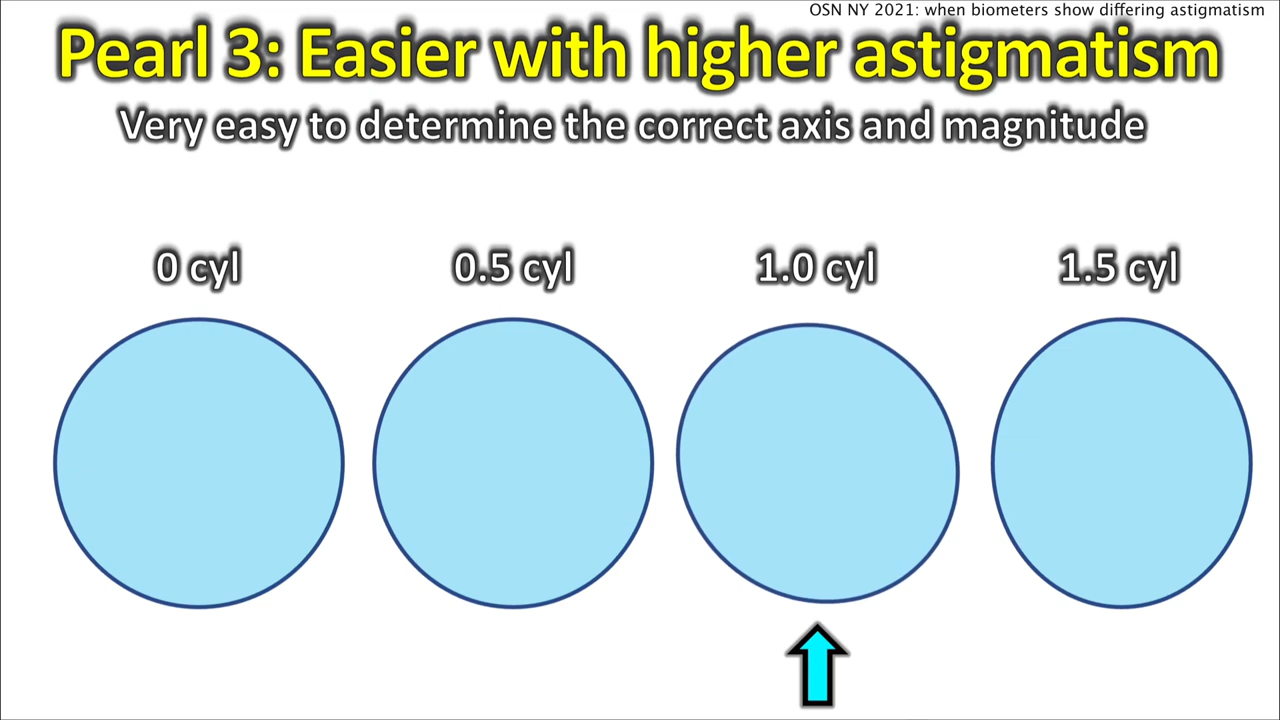 OSN NY 2021: when biometers show differing astigmatism
Pearl 3: Easier with higher astigmatism
Very easy to determine the correct axis and magnitude
0 cyl
0.5 cyl
1.0 cyl
1.5 cyl